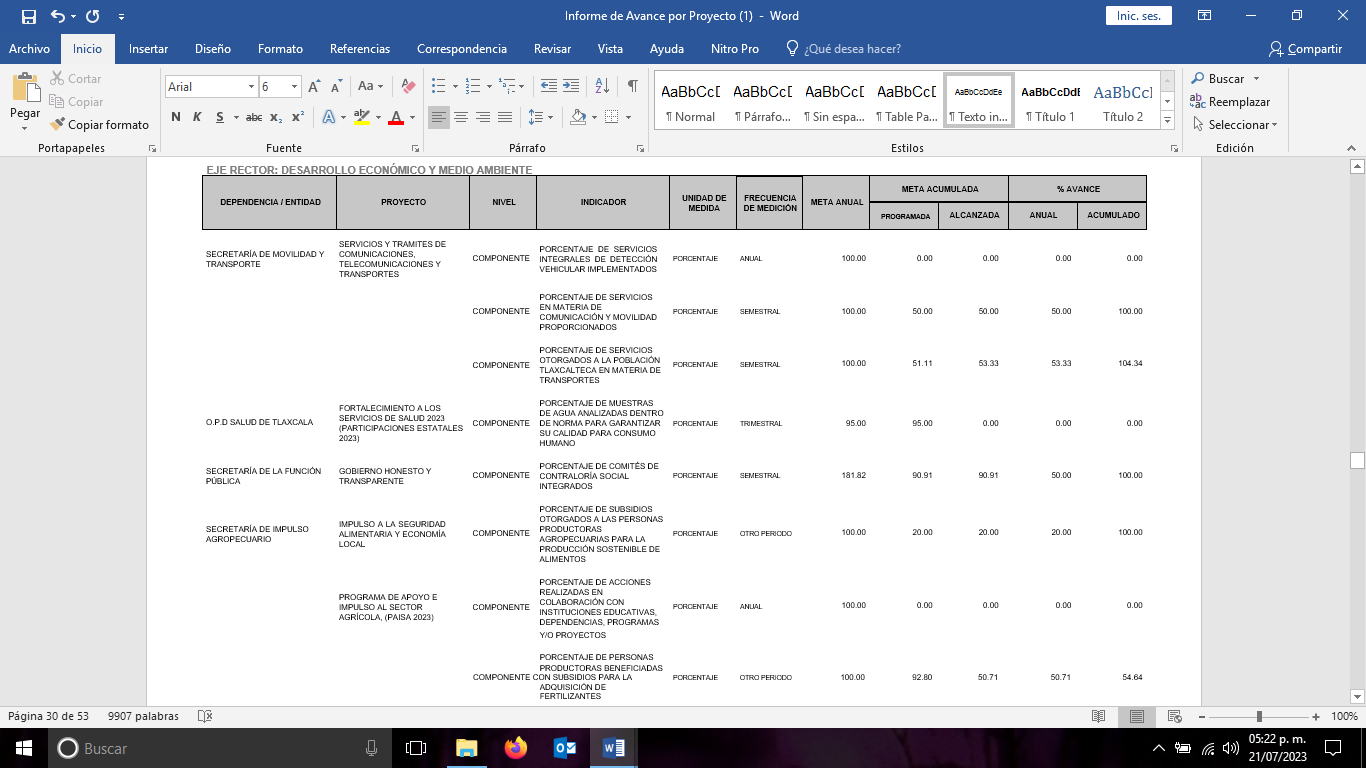 Informe de Avance por Proyecto (1) - Word
Inic. ses.
Archivo Inicio Insertar Diseño Formato Referencias Correspondencia Revisar Vista Ayuda Nitro Pro ¿Qué desea hacer? Compartir
Pegar
Cortar
Copiar
Copiar formato
Portapapeles
Arial 6
N K S abc x₂ x²
Fuente
Párrafo
AaBbCcI AaBbCcI AaBbCcI AaBbCcI AaBbCcDdEe AaBbCcDdE AaBbCcI
¶ Normal ¶ Párrafo... ¶ Sin espa... ¶ Table Pa... ¶ Texto in... ¶ Título 1 Título 2
Estilos
Buscar
Reemplazar
Seleccionar
Edición
EJE RECTOR: DESARROLLO ECONÓMICO Y MEDIO AMBIENTE
DEPENDENCIA / ENTIDAD PROYECTO NIVEL INDICADOR UNIDAD DE MEDIDA FRECUENCIA DE MEDICIÓN META ANUAL META ACUMULADA % AVANCE
PROGRAMADA ALCANZADA ANUAL ACUMULADO
SECRETARÍA DE MOVILIDAD Y
TRANSPORTE
SERVICIOS Y TRAMITES DE
COMUNICACIONES,
TELECOMUNICACIONES Y
TRANSPORTES
COMPONENTE
PORCENTAJE DE SERVICIOS
INTEGRALES DE DETECCIÓN
VEHICULAR IMPLEMENTADOS
PORCENTAJE ANUAL 100.00 0.00 0.00 0.00 0.00
COMPONENTE
PORCENTAJE DE SERVICIOS
EN MATERIA DE
COMUNICACIÓN Y MOVILIDAD
PROPORCIONADOS
PORCENTAJE SEMESTRAL 100.00 50.00 50.00 50.00 100.00
COMPONENTE
PORCENTAJE DE SERVICIOS
OTORGADOS A LA POBLACIÓN
TLAXCALTECA EN MATERIA DE
TRANSPORTES
PORCENTAJE SEMESTRAL 100.00 51.11 53.33 53.33 104.34
O.P.D SALUD DE TLAXCALA
FORTALECIMIENTO A LOS
SERVICIOS DE SALUD 2023
(PARTICIPACIONES ESTATALES
2023)
COMPONENTE
PORCENTAJE DE MUESTRAS
DE AGUA ANALIZADAS DENTRO
DE NORMA PARA GARANTIZAR
SU CALIDAD PARA CONSUMO
HUMANO
PORCENTAJE TRIMESTRAL 95.00 95.00 0.00 0.00 0.00
SECRETARÍA DE LA FUNCIÓN
PÚBLICA
GOBIERNO HONESTO Y
TRANSPARENTE
COMPONENTE
PORCENTAJE DE COMITÉS DE
CONTRALORÍA SOCIAL
INTEGRADOS
PORCENTAJE SEMESTRAL 181.82 90.91 90.91 50.00 100.00
SECRETARÍA DE IMPULSO
AGROPECUARIO
IMPULSO A LA SEGURIDAD
ALIMENTARIA Y ECONOMÍA
LOCAL
COMPONENTE
PORCENTAJE DE SUBSIDIOS
OTORGADOS A LAS PERSONAS
PRODUCTORAS
AGROPECUARIAS PARA LA
PRODUCCIÓN SOSTENIBLE DE
ALIMENTOS
PORCENTAJE OTRO PERIODO 100.00 20.00 20.00 20.00 100.00
PROGRAMA DE APOYO E
IMPULSO AL SECTOR
AGRÍCOLA, (PAISA 2023)
COMPONENTE
PORCENTAJE DE ACCIONES
REALIZADAS EN
COLABORACIÓN CON
INSTITUCIONES EDUCATIVAS,
DEPENDENCIAS, PROGRAMAS
Y/O PROYECTOS
PORCENTAJE ANUAL 100.00 0.00 0.00 0.00 0.00
PORCENTAJE DE PERSONAS
PRODUCTORAS BENEFICIADAS
COMPONENTE CON SUBSIDIOS PARA LA
ADQUISICIÓN DE
FERTILIZANTES
PORCENTAJE OTRO PERIODO 100.00 92.80 50.71 50.71 54.64
Página 30 de 53 9907 palabras 100%
Buscar
05:22 p. m.
21/07/2023